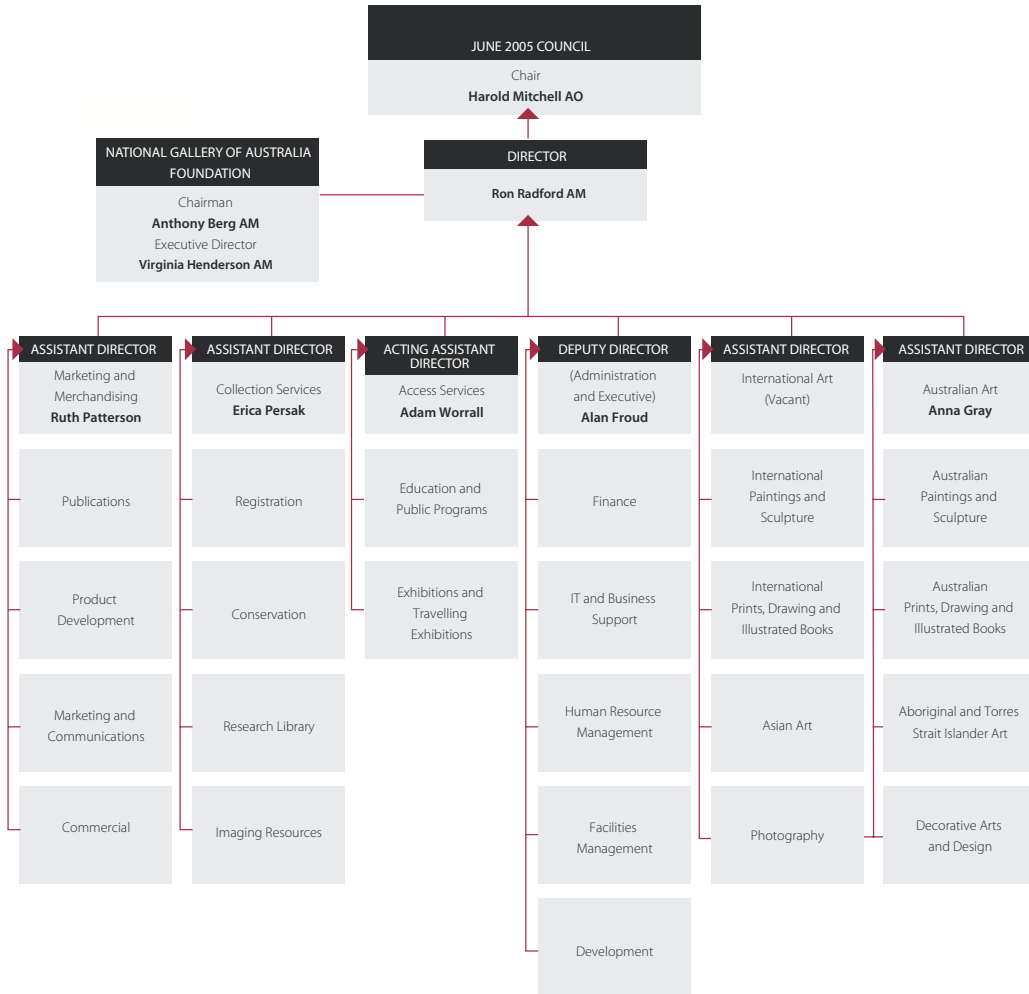 JUNE 2005 COUNCIL
Chair
Harold Mitchell AO
NATIONAL GALLERY OF AUSTRALIA
FOUNDATION
Chairman
Anthony Berg AM
Executive Director
Virginia Henderson AM
DIRECTOR
Ron Radford AM
ASSISTANT DIRECTOR
Marketing and
Merchandising
Ruth Patterson
Publications
Product
Development
Marketing and
Communications
Commercial
ASSISTANT DIRECTOR
Collection Services
Erica Persak
Registration
Conservation
Research Library
Imaging Resources
ACTING ASSISTANT
DIRECTOR
Access Services
Adam Worrall
Education and
Public Programs
Exhibitions and
Travelling
Exhibitions
DEPUTY DIRECTOR
(Administration
and Executive)
Alan Froud
Finance
IT and Business
Support
Human Resource
Management
Facilities
Management
Development
ASSISTANT DIRECTOR
International Art
(Vacant)
International
Paintings and
Sculpture
International
Prints, Drawing and
Illustrated Books
Asian Art
Photography
ASSISTANT DIRECTOR
Australian Art
Anna Gray
Australian
Paintings and
Sculpture
Australian
Prints, Drawing and
Illustrated Books
Aboriginal and Torres
Strait Islander Art
Decorative Arts
and Design